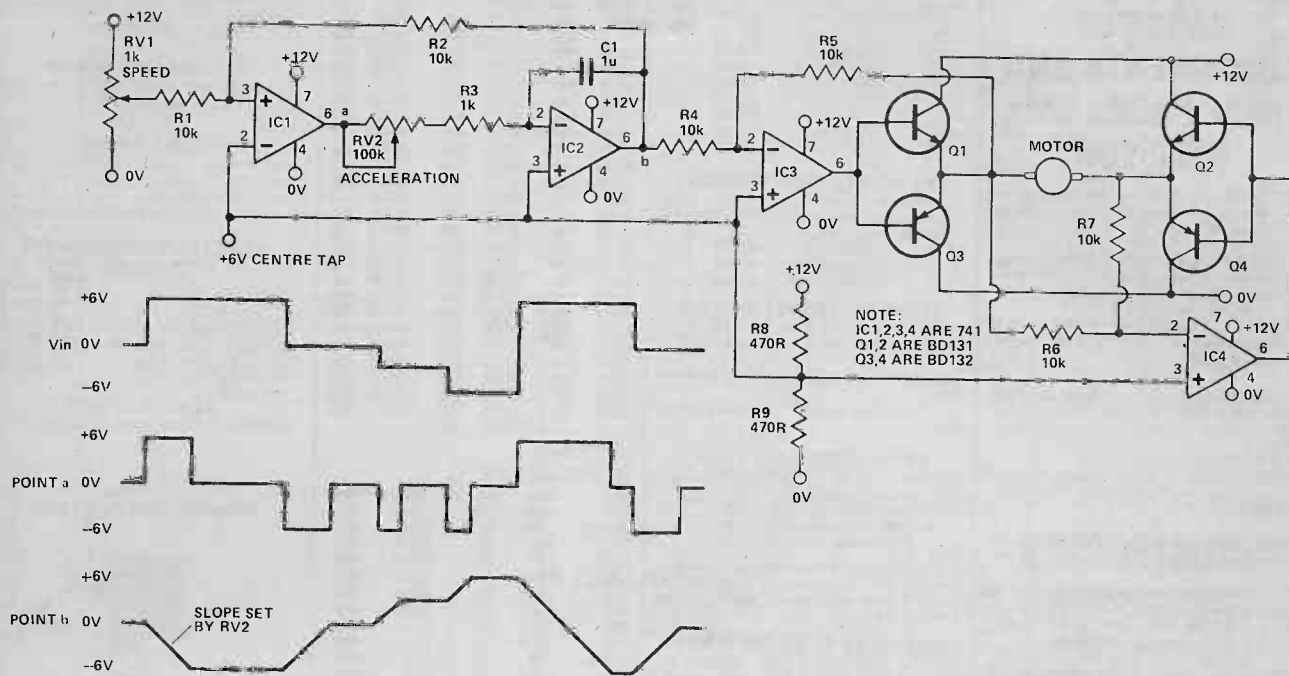 +12V
RV1
1k
SPEED
0V
R1
10k
R2
10k
3
+
2
−
+12V
7
IC1
6
4
0V
a
RV2
100k
ACCELERATION
R3
1k
C1
1u
2
−
3
+
+12V
7
IC2
6
4
0V
b
+6V CENTRE TAP
R4
10k
R5
10k
2
−
3
+
+12V
7
IC3
6
4
0V
Q1
Q3
MOTOR
+12V
Q2
Q4
R7
10k
0V
R6
10k
2
−
3
+
7
+12V
IC4
6
4
0V
+12V
R8
470R
R9
470R
0V
NOTE:
IC1,2,3,4 ARE 741
Q1,2 ARE BD131
Q3,4 ARE BD132
+6V
Vin 0V
−6V
+6V
POINT a 0V
−6V
+6V
POINT b 0V
−6V
SLOPE SET
BY RV2